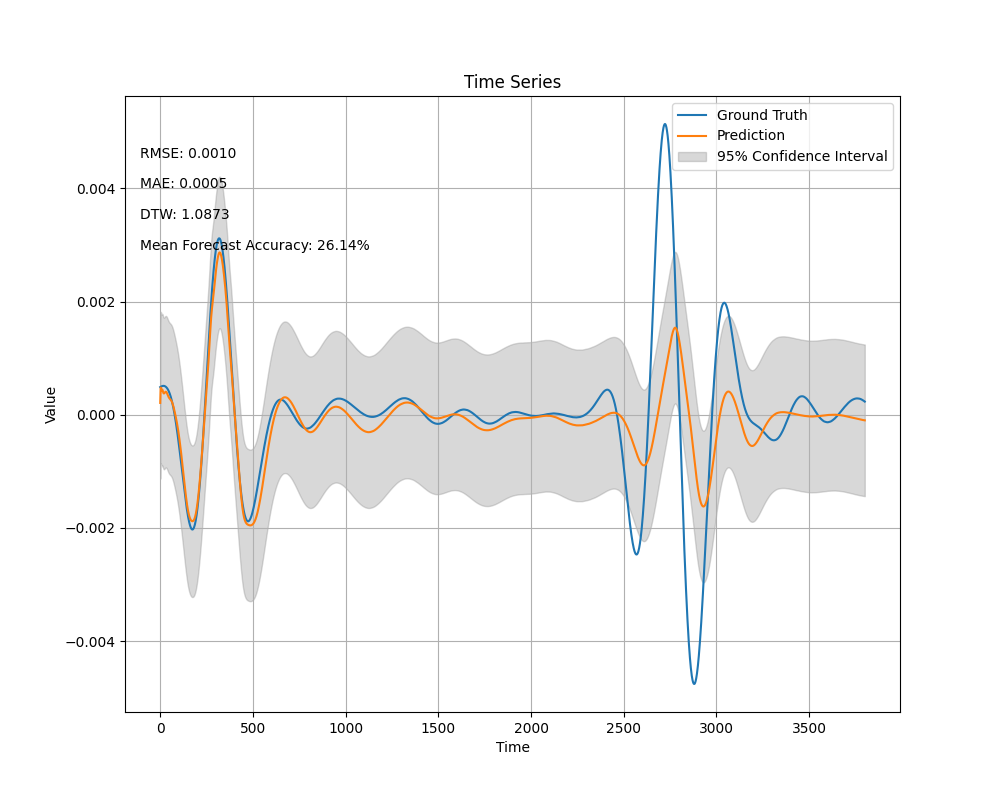 Time Series
Ground Truth
Prediction
95% Confidence Interval
RMSE: 0.0010
MAE: 0.0005
DTW: 1.0873
Mean Forecast Accuracy: 26.14%
Value
0.004
0.002
0.000
−0.002
−0.004
0 500 1000 1500 2000 2500 3000 3500
Time